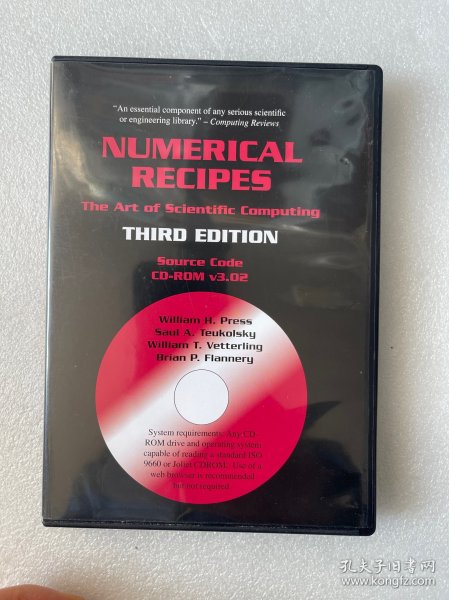 “An essential component of any serious scientific
or engineering library.” – Computing Reviews
NUMERICAL
RECIPES
The Art of Scientific Computing
THIRD EDITION
Source Code
CD-ROM v3.02
William H. Press
Saul A. Teukolsky
William T. Vetterling
Brian P. Flannery
System requirements: Any CD-
ROM drive and operating system
capable of reading a standard ISO
9660 or Joliet CDROM. Use of a
web browser is recommended
but not required.
孔夫子旧书网
www.kongfz.com